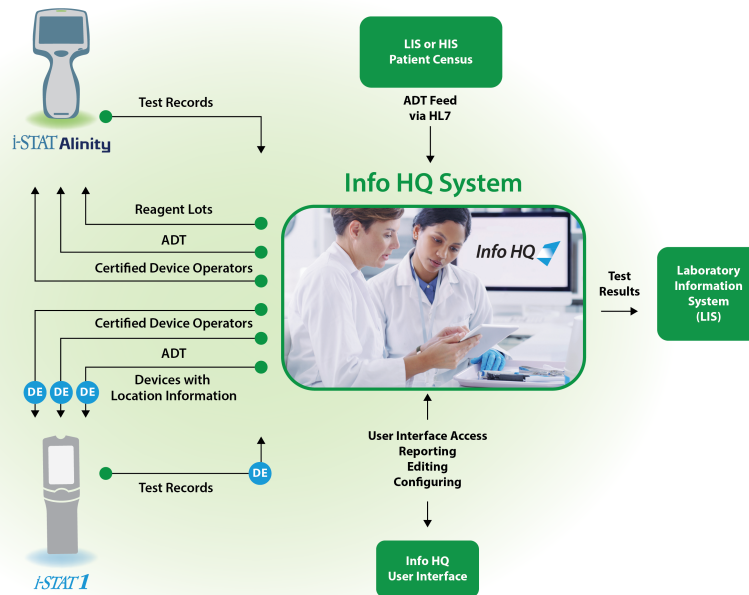 LIS or HIS
Patient Census
ADT Feed
via HL7
Test Records
i-STAT Alinity
Info HQ System
Reagent Lots
ADT
Certified Device Operators
Info HQ
Test
Results
Laboratory
Information
System
(LIS)
Certified Device Operators
ADT
Devices with
Location Information
DE
DE
DE
User Interface Access
Reporting
Editing
Configuring
DE
Test Records
Info HQ
User Interface
i-STAT 1